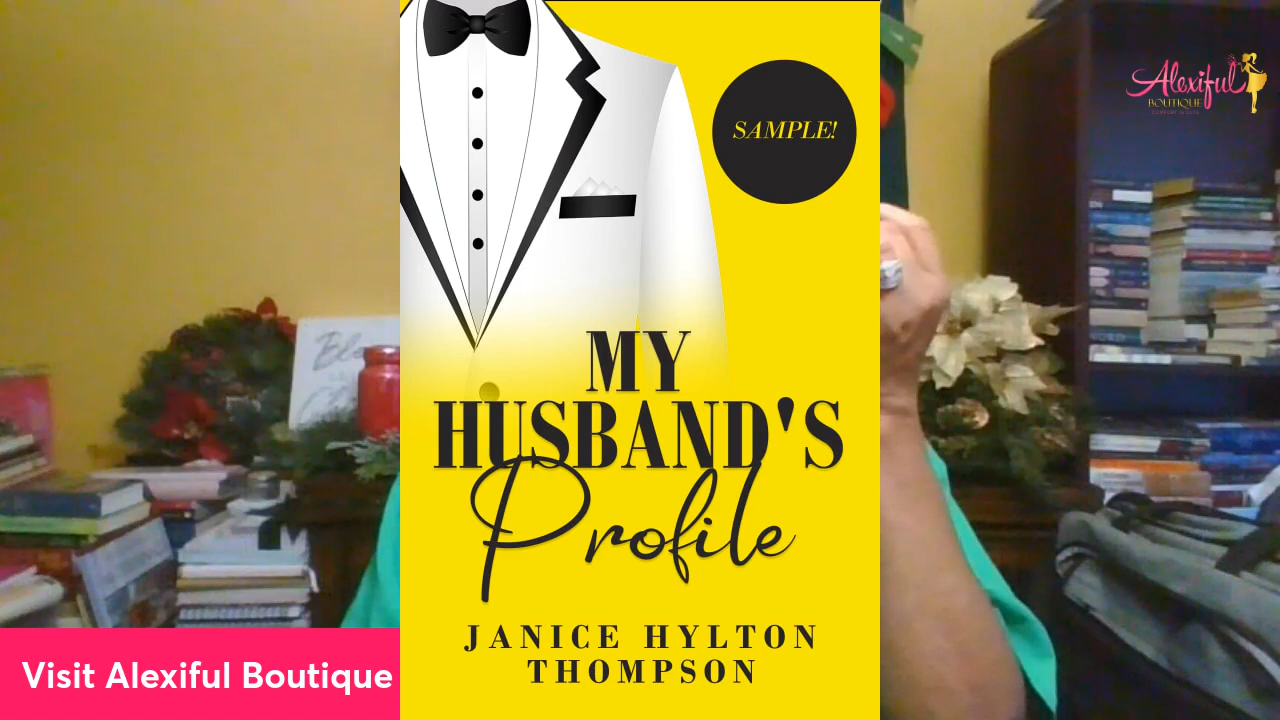 SAMPLE!
Alexiful
BOUTIQUE
MY
HUSBAND'S
Profile
JANICE HYLTON
THOMPSON
Visit Alexiful Boutique